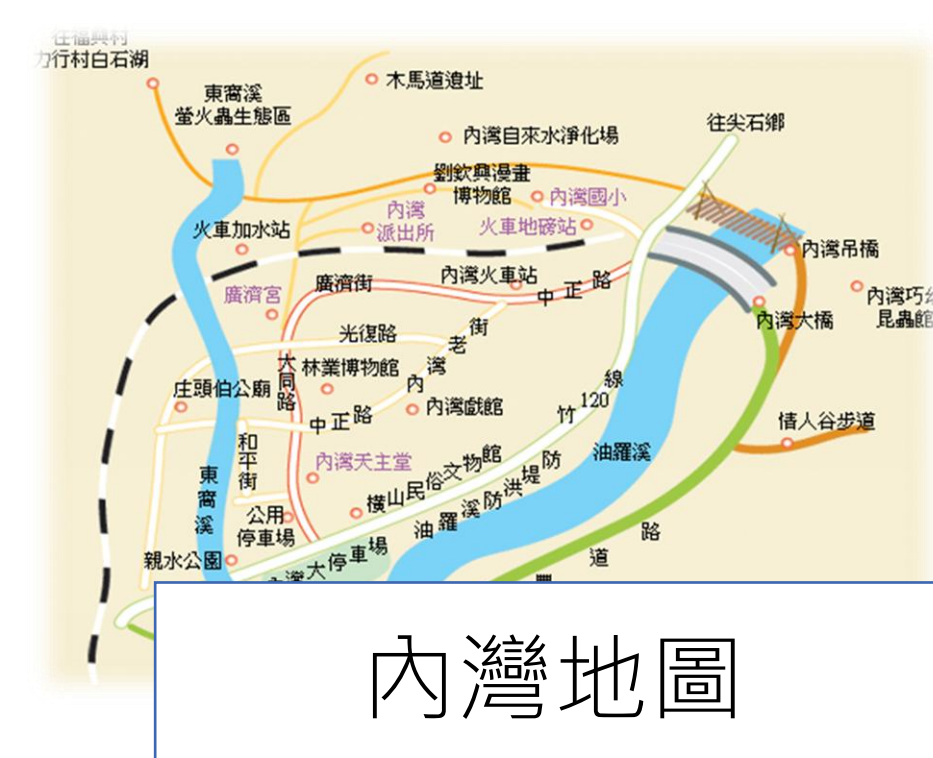 往福興村
力行村白石湖
木馬道遺址
東窩溪
螢火蟲生態區
往尖石鄉
內灣自來水淨化場
劉欽興漫畫
博物館
內灣國小
內灣
派出所
火車地磅站
火車加水站
內灣吊橋
內灣火車站
中正路
廣濟街
廣濟宮
內灣巧
昆蟲館
內灣大橋
光復路
內灣老街
大同路
林業博物館
庄頭伯公廟
內灣戲館
竹120線
中正路
情人谷步道
和平街
油羅溪
內灣天主堂
橫山民俗文物館
油羅溪防洪堤防
東窩溪
公用
停車場
道路
親水公園
內灣大停車場
內灣地圖